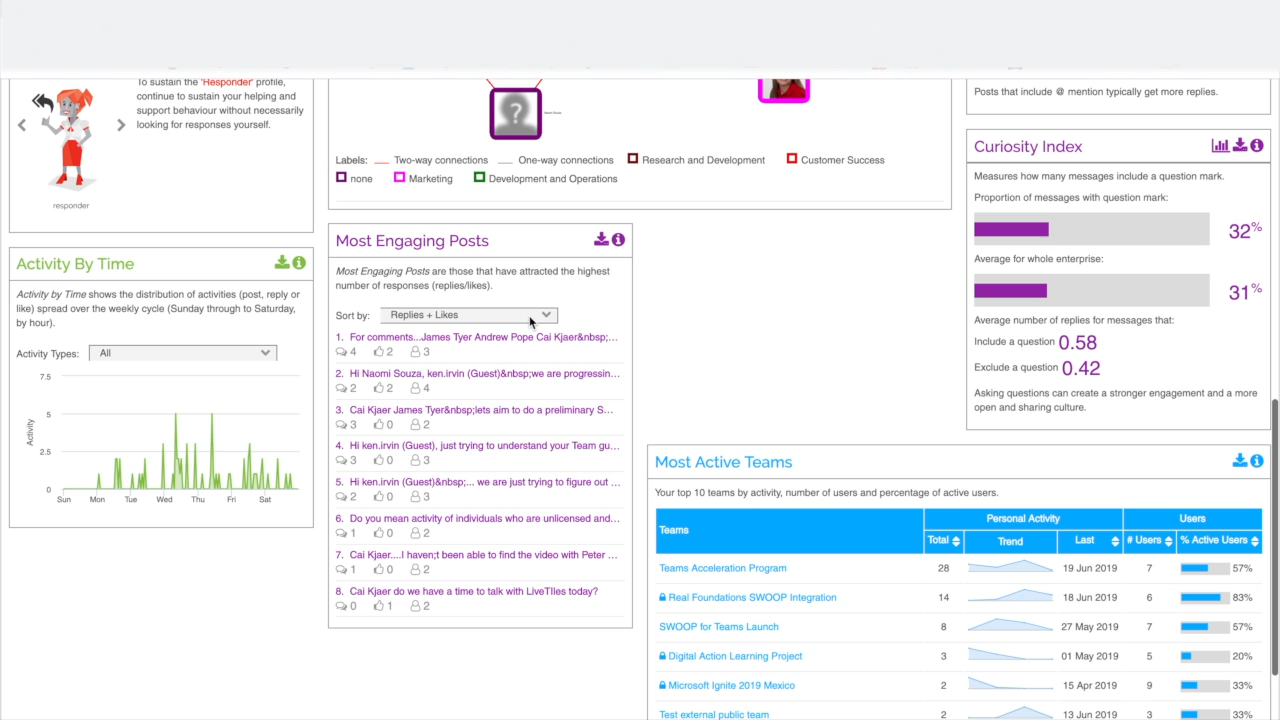 To sustain the 'Responder' profile,
continue to sustain your helping and
support behaviour without necessarily
looking for responses yourself.
responder
Activity By Time
Activity by Time shows the distribution of activities (post, reply or
like) spread over the weekly cycle (Sunday through to Saturday,
by hour).
Activity Types: All
7.5
5
2.5
0
Activity
Sun Mon Tue Wed Thu Fri Sat
?
Labels: Two-way connections One-way connections Research and Development Customer Success
none Marketing Development and Operations
Most Engaging Posts
Most Engaging Posts are those that have attracted the highest
number of responses (replies/likes).
Sort by: Replies + Likes
1. For comments...James Tyer Andrew Pope Cai Kjaer&nbsp;...
4 2 3
2. Hi Naomi Souza, ken.irvin (Guest)&nbsp;we are progressin...
2 2 4
3. Cai Kjaer James Tyer&nbsp;lets aim to do a preliminary S...
3 0 2
4. Hi ken.irvin (Guest), just trying to understand your Team gu...
3 0 3
5. Hi ken.irvin (Guest)&nbsp;... we are just trying to figure out ...
2 0 3
6. Do you mean activity of individuals who are unlicensed and...
1 0 2
7. Cai Kjaer....I haven;t been able to find the video with Peter ...
1 0 2
8. Cai Kjaer do we have a time to talk with LiveTIles today?
0 1 2
Posts that include @ mention typically get more replies.
Curiosity Index
Measures how many messages include a question mark.
Proportion of messages with question mark:
32%
Average for whole enterprise:
31%
Average number of replies for messages that:
Include a question 0.58
Exclude a question 0.42
Asking questions can create a stronger engagement and a more
open and sharing culture.
Most Active Teams
Your top 10 teams by activity, number of users and percentage of active users.
Teams Personal Activity Users
Total Trend Last # Users % Active Users
Teams Acceleration Program 28 19 Jun 2019 7 57%
Real Foundations SWOOP Integration 14 18 Jun 2019 6 83%
SWOOP for Teams Launch 8 27 May 2019 7 57%
Digital Action Learning Project 3 01 May 2019 5 20%
Microsoft Ignite 2019 Mexico 2 15 Apr 2019 9 33%
Test external public team 2 13 Jun 2019 3 33%